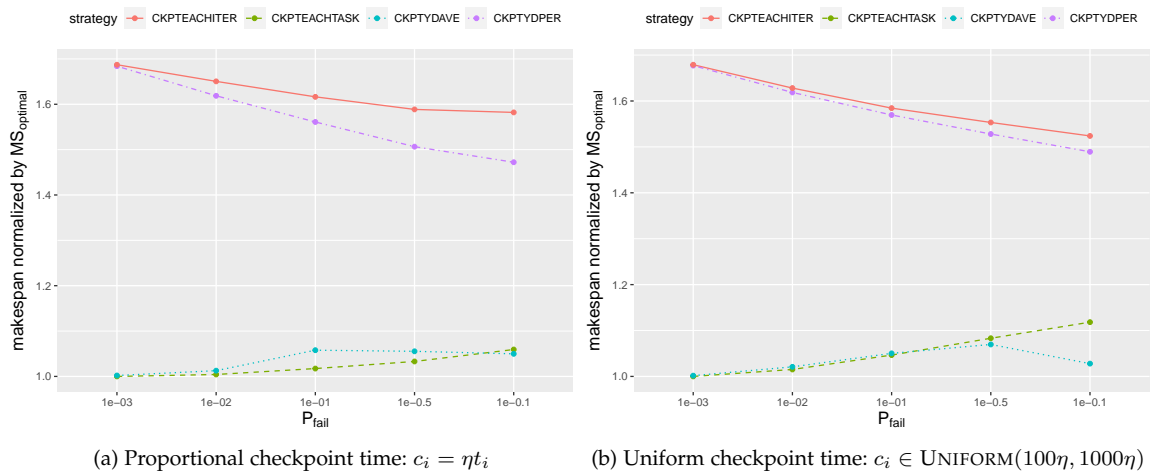 strategy CKPTEACHITER CKPTEACHTASK CKPTYDAVE CKPTYDPER
makespan normalized by MSoptimal
1.6
1.4
1.2
1.0
1e−03 1e−02 1e−01 1e−0.5 1e−0.1
Pfail
(a) Proportional checkpoint time: ci = ηti
strategy CKPTEACHITER CKPTEACHTASK CKPTYDAVE CKPTYDPER
makespan normalized by MSoptimal
1.6
1.4
1.2
1.0
1e−03 1e−02 1e−01 1e−0.5 1e−0.1
Pfail
(b) Uniform checkpoint time: ci ∈ UNIFORM(100η, 1000η)